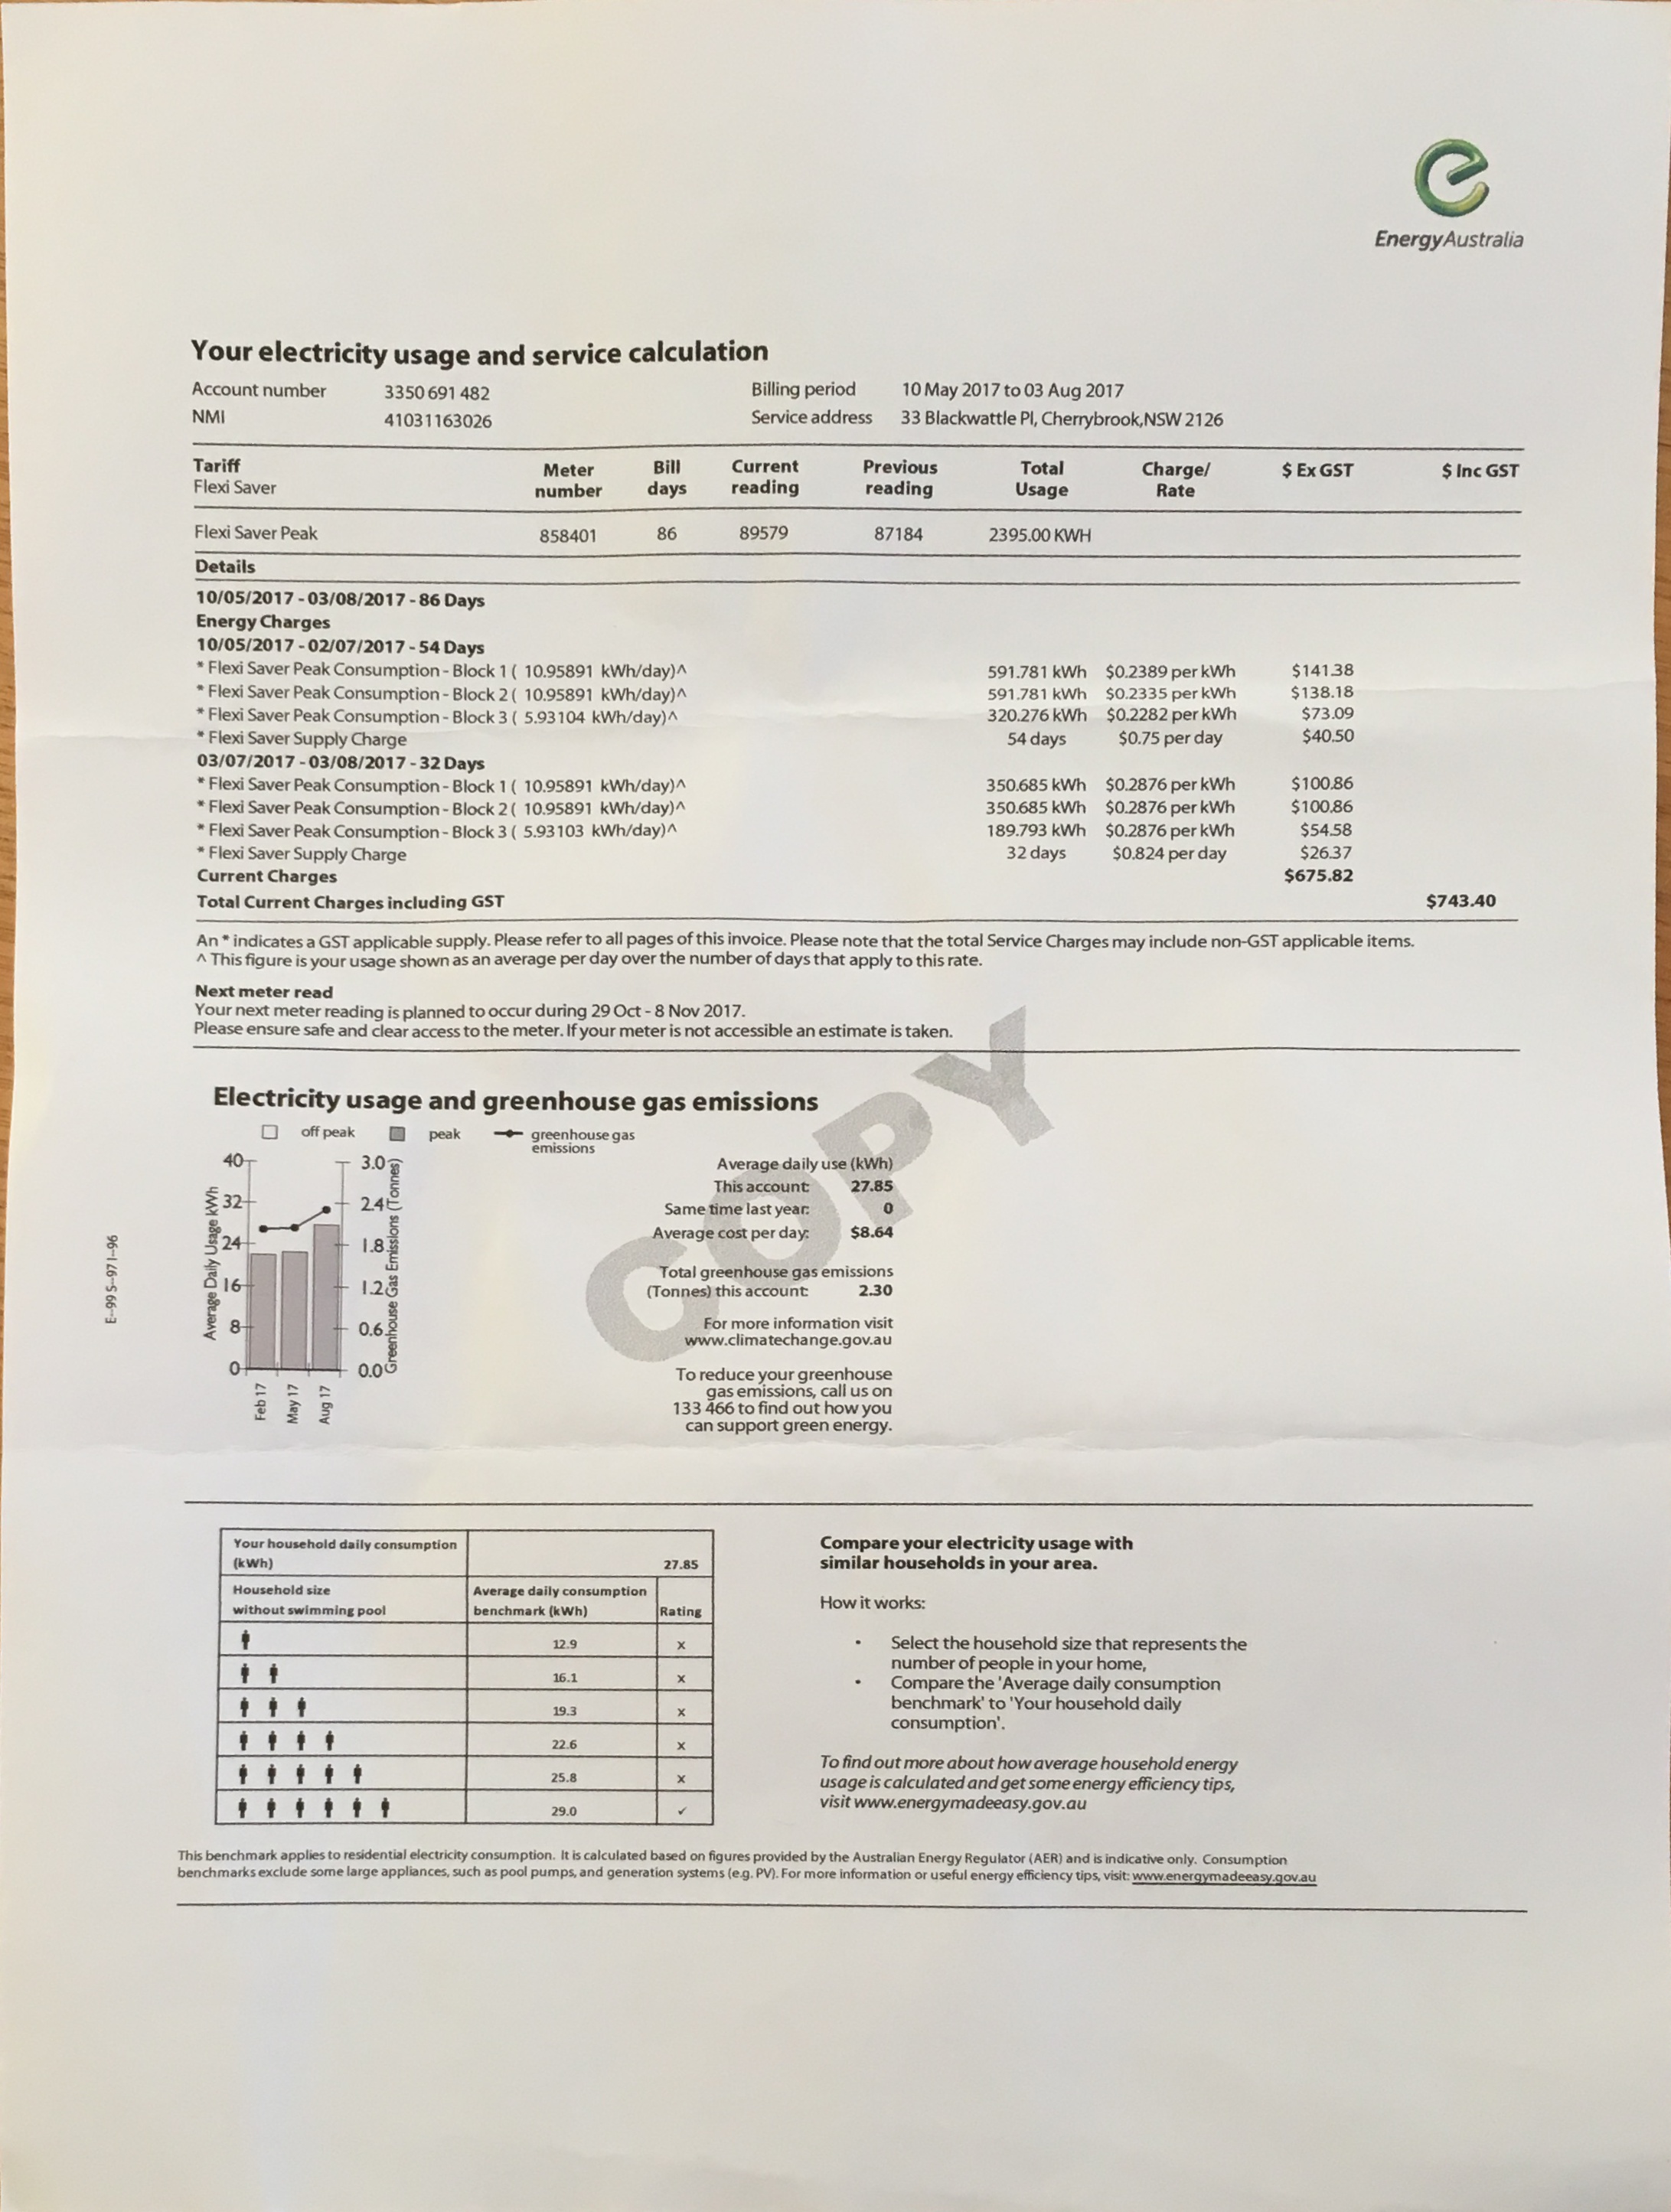 EnergyAustralia
Your electricity usage and service calculation
Account number 3350 691 482 Billing period 10 May 2017 to 03 Aug 2017
NMI 41031163026 Service address 33 Blackwattle Pl, Cherrybrook,NSW 2126
Tariff Meter Bill Current Previous Total Charge/ $ Ex GST $ Inc GST
Flexi Saver number days reading reading Usage Rate
Flexi Saver Peak 858401 86 89579 87184 2395.00 KWH
Details
10/05/2017 - 03/08/2017 - 86 Days
Energy Charges
10/05/2017 - 02/07/2017 - 54 Days
* Flexi Saver Peak Consumption - Block 1 ( 10.95891 kWh/day)^ 591.781 kWh $0.2389 per kWh $141.38
* Flexi Saver Peak Consumption - Block 2 ( 10.95891 kWh/day)^ 591.781 kWh $0.2335 per kWh $138.18
* Flexi Saver Peak Consumption - Block 3 ( 5.93104 kWh/day)^ 320.276 kWh $0.2282 per kWh $73.09
* Flexi Saver Supply Charge 54 days $0.75 per day $40.50
03/07/2017 - 03/08/2017 - 32 Days
* Flexi Saver Peak Consumption - Block 1 ( 10.95891 kWh/day)^ 350.685 kWh $0.2876 per kWh $100.86
* Flexi Saver Peak Consumption - Block 2 ( 10.95891 kWh/day)^ 350.685 kWh $0.2876 per kWh $100.86
* Flexi Saver Peak Consumption - Block 3 ( 5.93103 kWh/day)^ 189.793 kWh $0.2876 per kWh $54.58
* Flexi Saver Supply Charge 32 days $0.824 per day $26.37
Current Charges $675.82
Total Current Charges including GST $743.40
An * indicates a GST applicable supply. Please refer to all pages of this invoice. Please note that the total Service Charges may include non-GST applicable items.
^ This figure is your usage shown as an average per day over the number of days that apply to this rate.
Next meter read
Your next meter reading is planned to occur during 29 Oct - 8 Nov 2017.
Please ensure safe and clear access to the meter. If your meter is not accessible an estimate is taken.
COPY
Electricity usage and greenhouse gas emissions
off peak peak greenhouse gas
emissions
Average Daily Usage kWh
40
32
24
16
8
0
3.0
2.4
1.8
1.2
0.6
0.0
Greenhouse Gas Emissions (Tonnes)
Feb 17
May 17
Aug 17
Average daily use (kWh)
This account: 27.85
Same time last year: 0
Average cost per day: $8.64
Total greenhouse gas emissions
(Tonnes) this account: 2.30
For more information visit
www.climatechange.gov.au
To reduce your greenhouse
gas emissions, call us on
133 466 to find out how you
can support green energy.
E--99 S--97 I--96
Your household daily consumption
(kWh) 27.85
Household size Average daily consumption
without swimming pool benchmark (kWh) Rating
12.9 x
16.1 x
19.3 x
22.6 x
25.8 x
29.0 ✓
Compare your electricity usage with
similar households in your area.
How it works:
• Select the household size that represents the
number of people in your home,
• Compare the 'Average daily consumption
benchmark' to 'Your household daily
consumption'.
To find out more about how average household energy
usage is calculated and get some energy efficiency tips,
visit www.energymadeeasy.gov.au
This benchmark applies to residential electricity consumption. It is calculated based on figures provided by the Australian Energy Regulator (AER) and is indicative only. Consumption
benchmarks exclude some large appliances, such as pool pumps, and generation systems (e.g. PV). For more information or useful energy efficiency tips, visit: www.energymadeeasy.gov.au